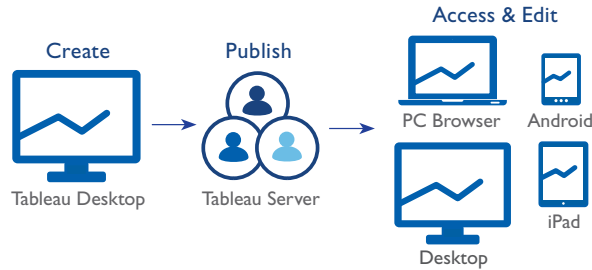 Access & Edit
Create
Publish
PC Browser
Android
Tableau Desktop
Tableau Server
iPad
Desktop